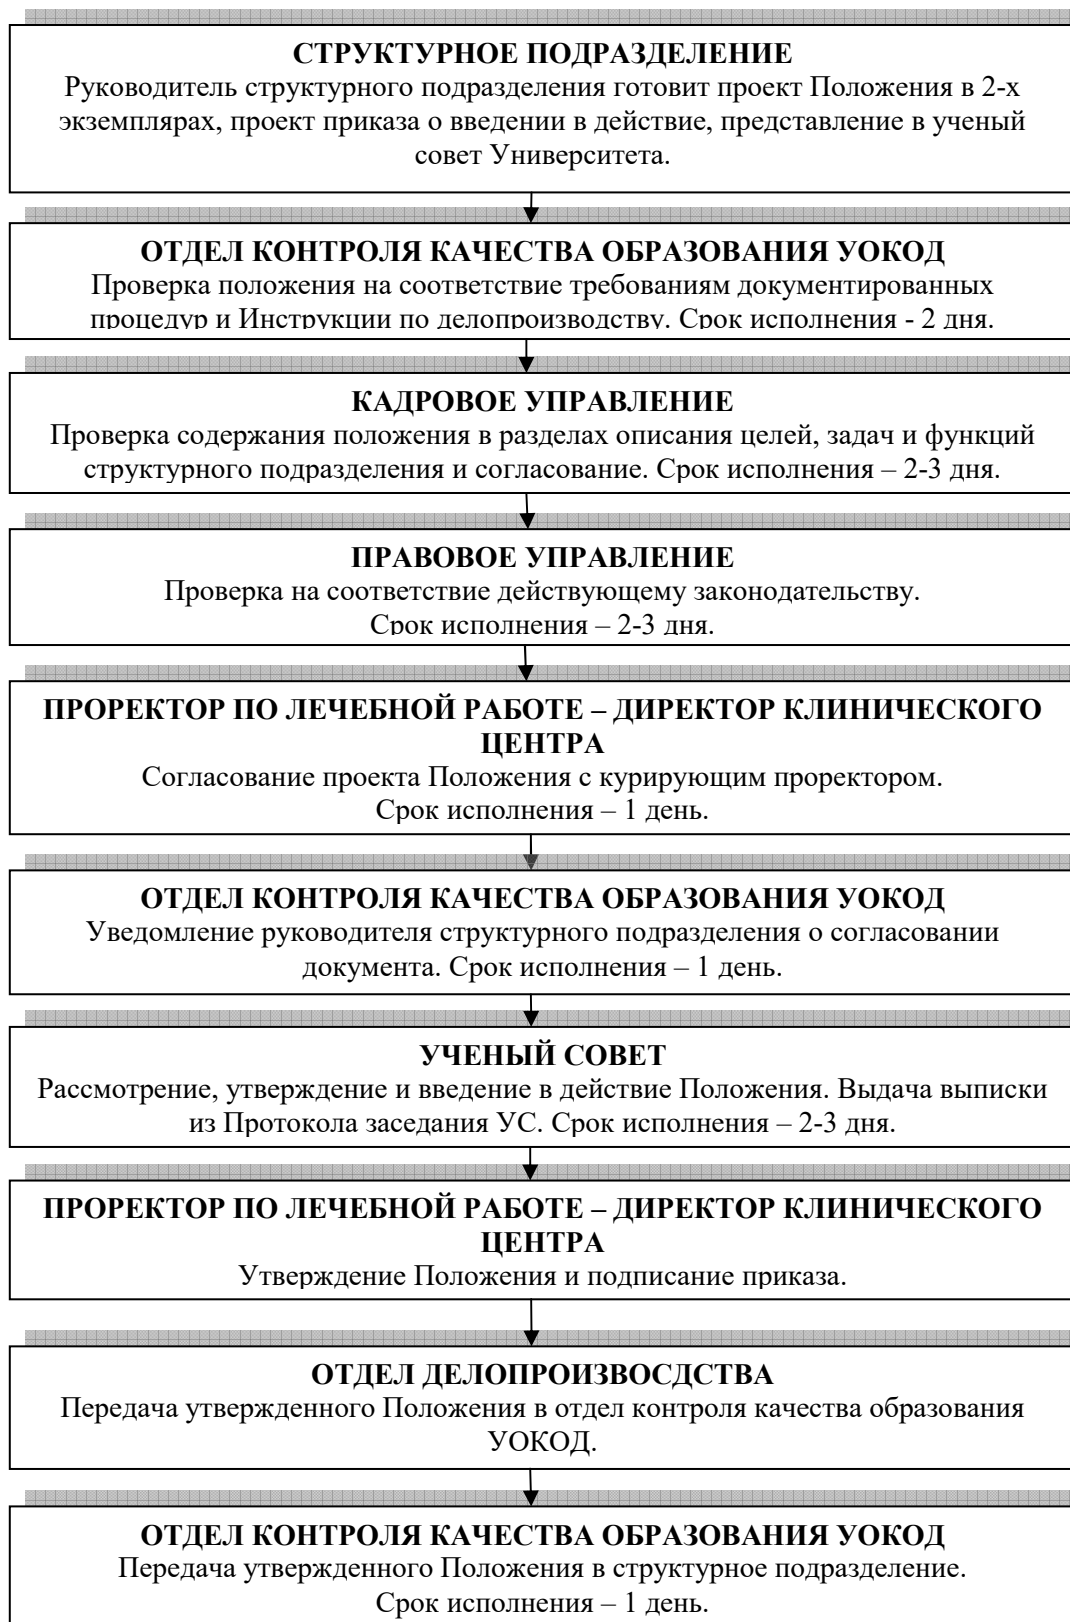 СТРУКТУРНОЕ ПОДРАЗДЕЛЕНИЕ
Руководитель структурного подразделения готовит проект Положения в 2-х
экземплярах, проект приказа о введении в действие, представление в ученый
совет Университета.
ОТДЕЛ КОНТРОЛЯ КАЧЕСТВА ОБРАЗОВАНИЯ УОКОД
Проверка положения на соответствие требованиям документированных
процедур и Инструкции по делопроизводству. Срок исполнения - 2 дня.
КАДРОВОЕ УПРАВЛЕНИЕ
Проверка содержания положения в разделах описания целей, задач и функций
структурного подразделения и согласование. Срок исполнения – 2-3 дня.
ПРАВОВОЕ УПРАВЛЕНИЕ
Проверка на соответствие действующему законодательству.
Срок исполнения – 2-3 дня.
ПРОРЕКТОР ПО ЛЕЧЕБНОЙ РАБОТЕ – ДИРЕКТОР КЛИНИЧЕСКОГО
ЦЕНТРА
Согласование проекта Положения с курирующим проректором.
Срок исполнения – 1 день.
ОТДЕЛ КОНТРОЛЯ КАЧЕСТВА ОБРАЗОВАНИЯ УОКОД
Уведомление руководителя структурного подразделения о согласовании
документа. Срок исполнения – 1 день.
УЧЕНЫЙ СОВЕТ
Рассмотрение, утверждение и введение в действие Положения. Выдача выписки
из Протокола заседания УС. Срок исполнения – 2-3 дня.
ПРОРЕКТОР ПО ЛЕЧЕБНОЙ РАБОТЕ – ДИРЕКТОР КЛИНИЧЕСКОГО
ЦЕНТРА
Утверждение Положения и подписание приказа.
ОТДЕЛ ДЕЛОПРОИЗВОСДСТВА
Передача утвержденного Положения в отдел контроля качества образования
УОКОД.
ОТДЕЛ КОНТРОЛЯ КАЧЕСТВА ОБРАЗОВАНИЯ УОКОД
Передача утвержденного Положения в структурное подразделение.
Срок исполнения – 1 день.